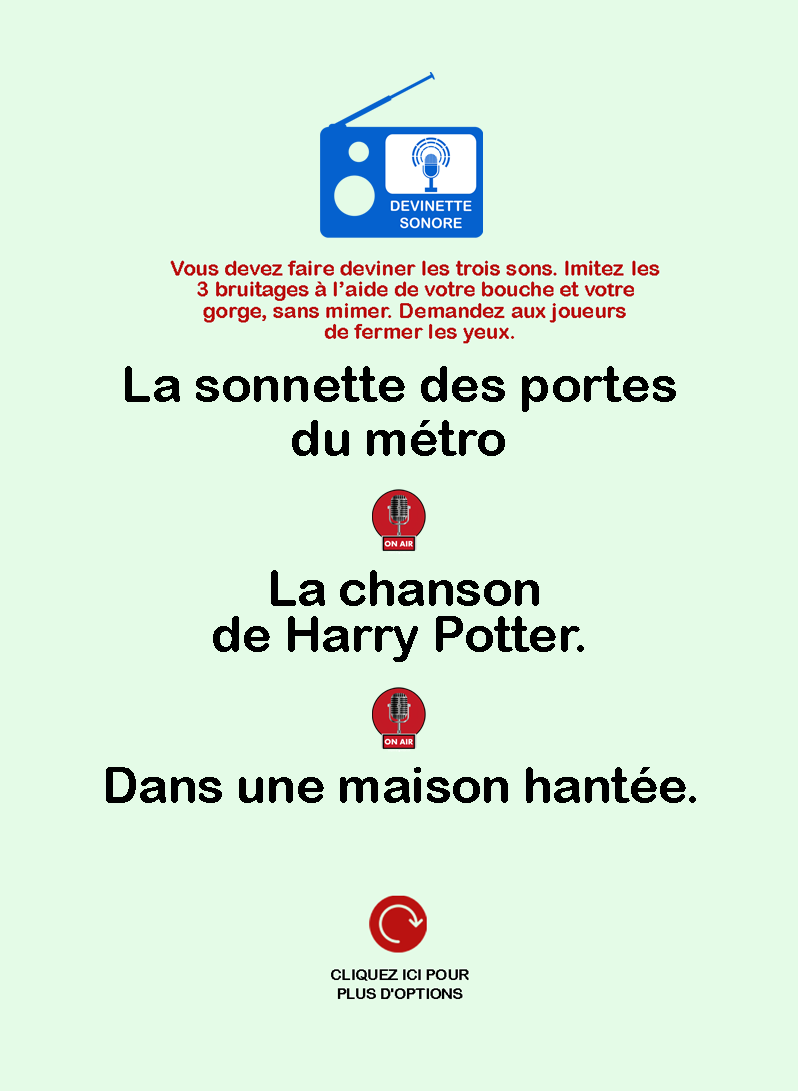 DEVINETTE
SONORE
Vous devez faire deviner les trois sons. Imitez les
3 bruitages à l’aide de votre bouche et votre
gorge, sans mimer. Demandez aux joueurs
de fermer les yeux.
La sonnette des portes
du métro
ON AIR
La chanson
de Harry Potter.
ON AIR
Dans une maison hantée.
CLIQUEZ ICI POUR
PLUS D'OPTIONS